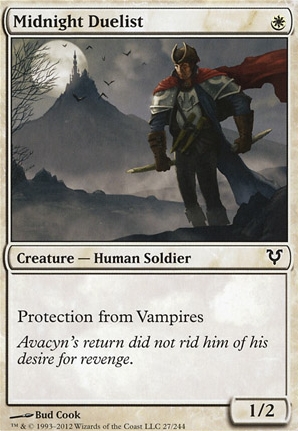 Midnight Duelist
Creature — Human Soldier
Protection from Vampires
Avacyn's return did not rid him of his
desire for revenge.
1/2
Bud Cook
™ & © 1993–2012 Wizards of the Coast LLC 27/244